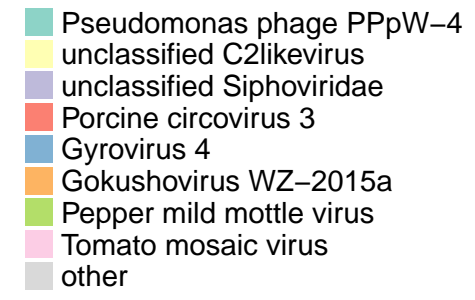 Pseudomonas phage PPpW−4
unclassified C2likevirus
unclassified Siphoviridae
Porcine circovirus 3
Gyrovirus 4
Gokushovirus WZ−2015a
Pepper mild mottle virus
Tomato mosaic virus
other